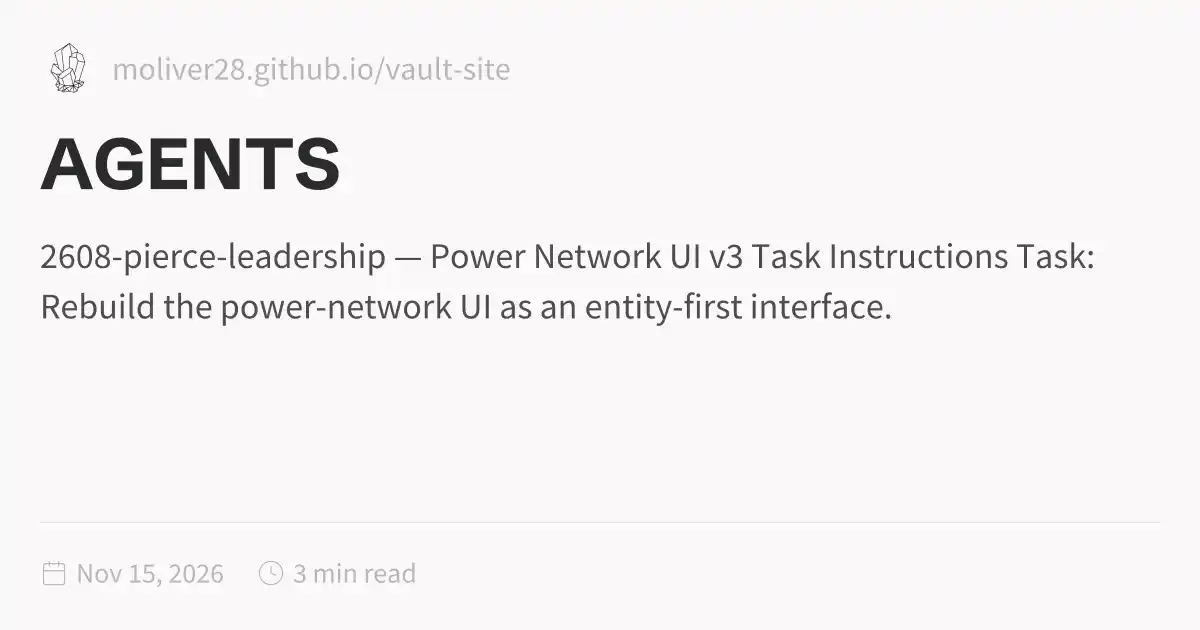 moliver28.github.io/vault-site
AGENTS
2608-pierce-leadership — Power Network UI v3 Task Instructions Task:
Rebuild the power-network UI as an entity-first interface.
Nov 15, 2026 3 min read